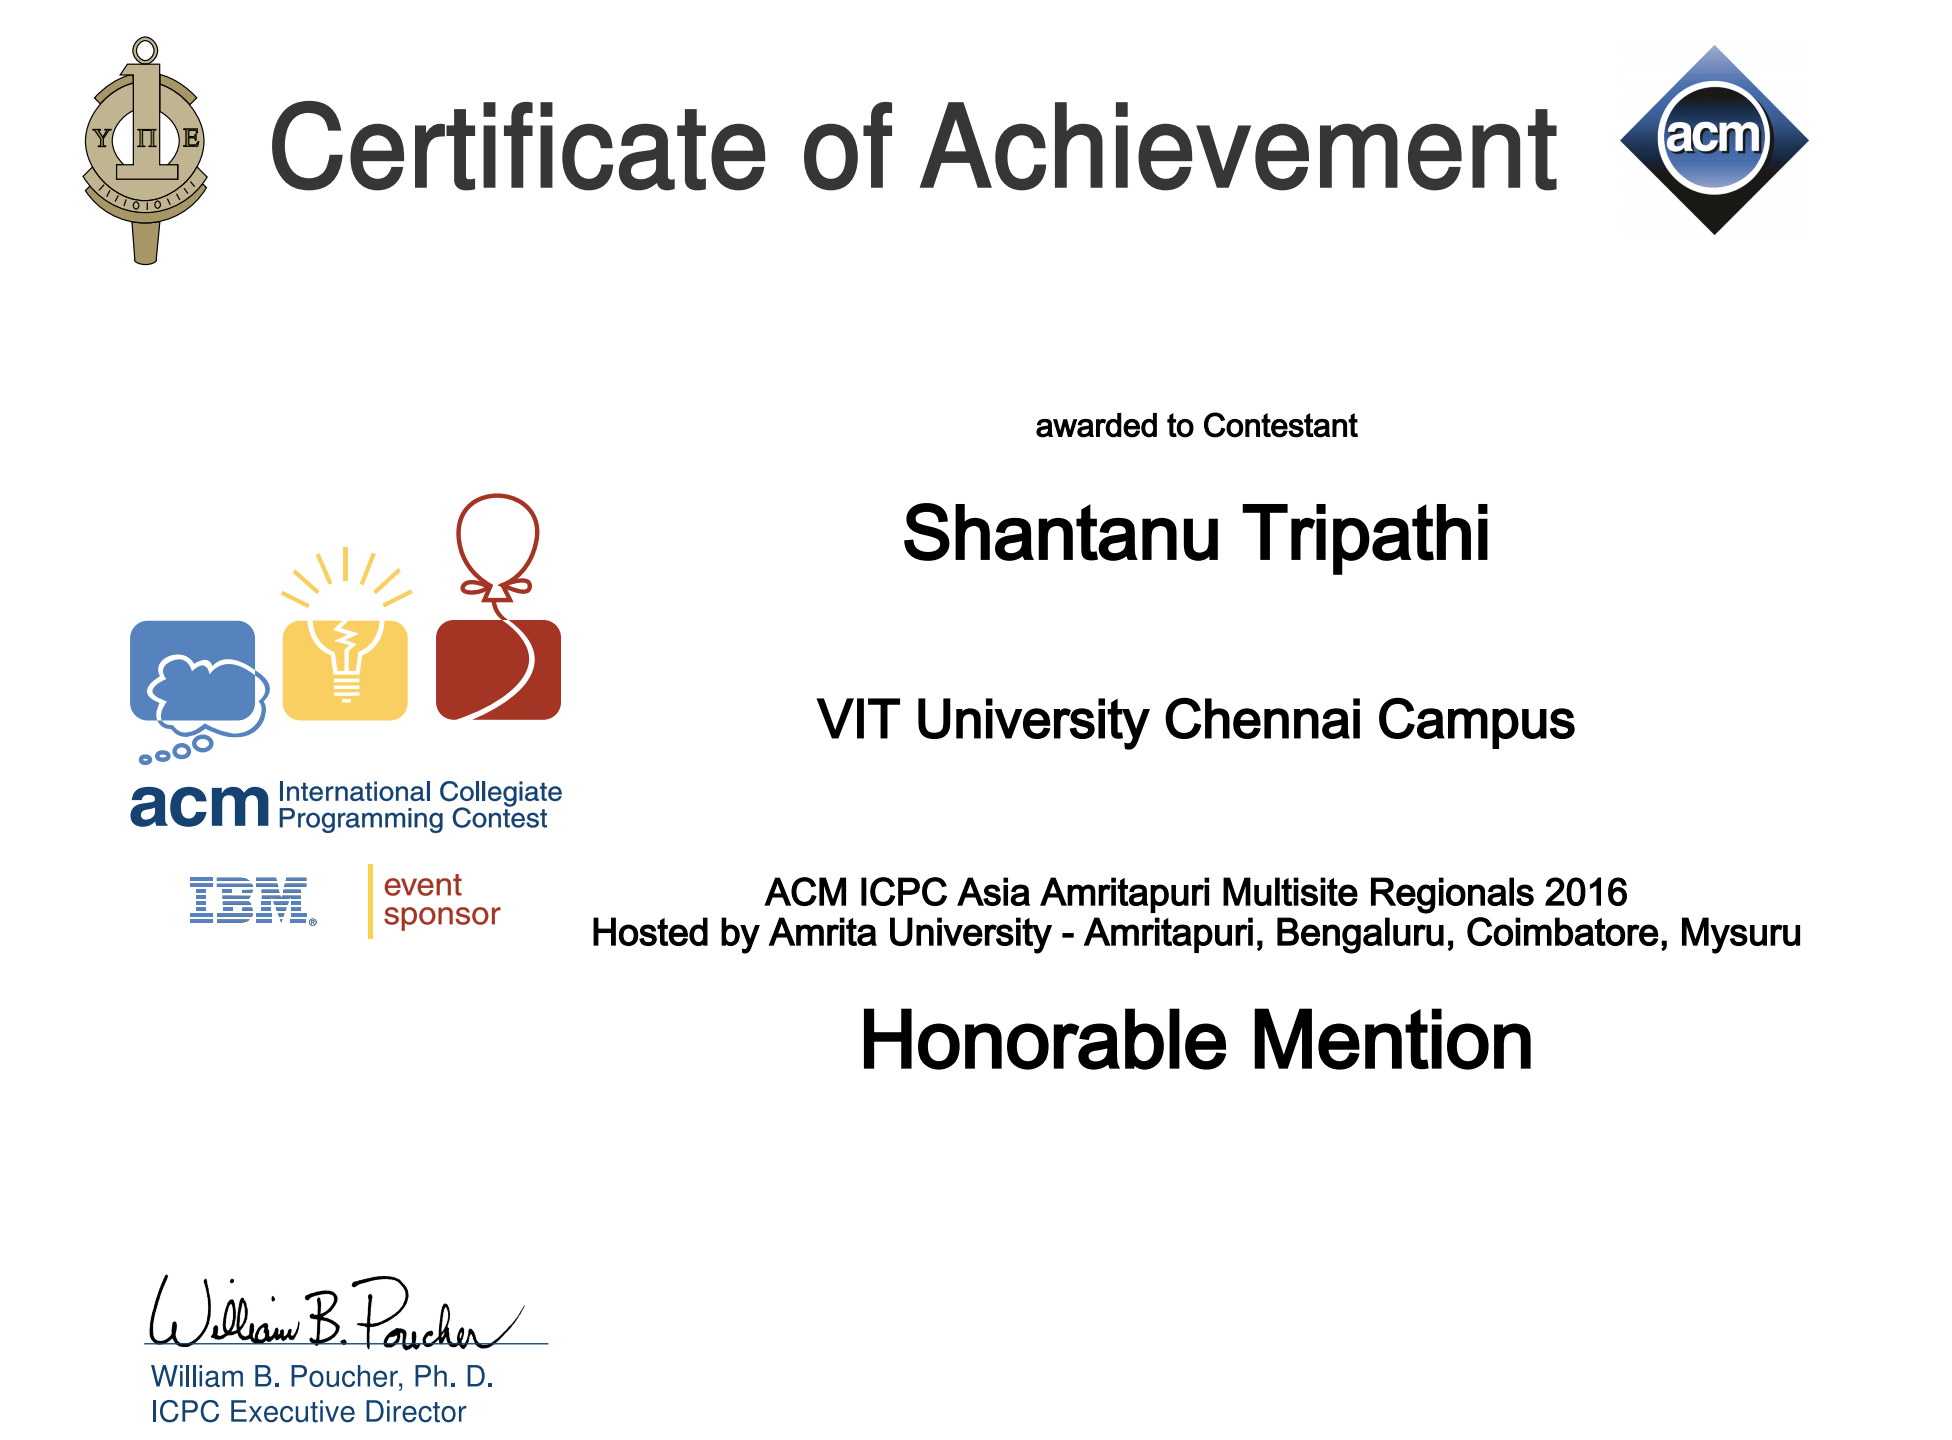 Υ Π Ε
1
1111010111
Certificate of Achievement
acm
awarded to Contestant
Shantanu Tripathi
VIT University Chennai Campus
acm International Collegiate
Programming Contest
IBM® event
sponsor
ACM ICPC Asia Amritapuri Multisite Regionals 2016
Hosted by Amrita University - Amritapuri, Bengaluru, Coimbatore, Mysuru
Honorable Mention
William B. Poucher
William B. Poucher, Ph. D.
ICPC Executive Director